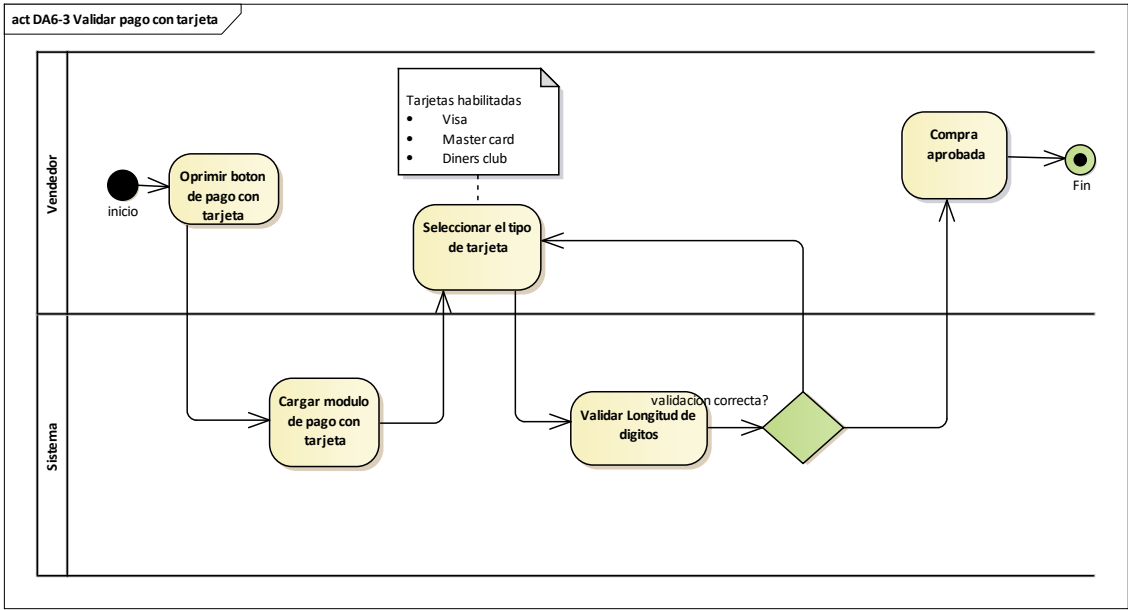 act DA6-3 Validar pago con tarjeta
Vendedor
inicio
Oprimir boton
de pago con
tarjeta
Tarjetas habilitadas
• Visa
• Master card
• Diners club
Seleccionar el tipo
de tarjeta
Compra
aprobada
Fin
Sistema
Cargar modulo
de pago con
tarjeta
Validar Longitud de
digitos
validacion correcta?